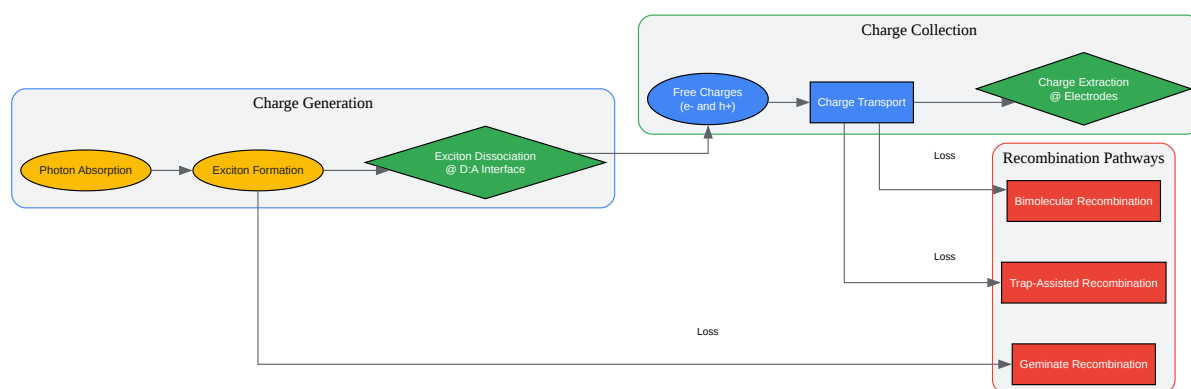 Charge Generation
Photon Absorption
Exciton Formation
Exciton Dissociation
@ D:A Interface
Charge Collection
Free Charges
(e- and h+)
Charge Transport
Charge Extraction
@ Electrodes
Loss
Loss
Loss
Recombination Pathways
Bimolecular Recombination
Trap-Assisted Recombination
Geminate Recombination